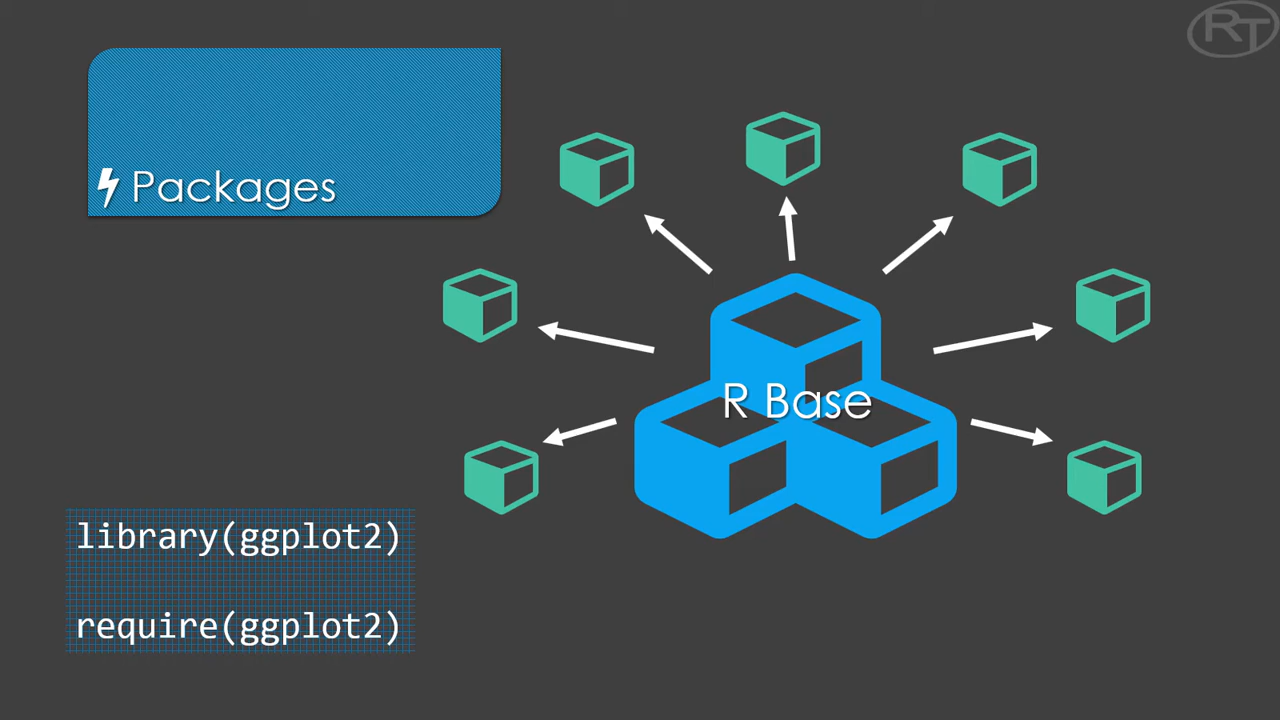 RT
Packages
R Base
library(ggplot2)
require(ggplot2)